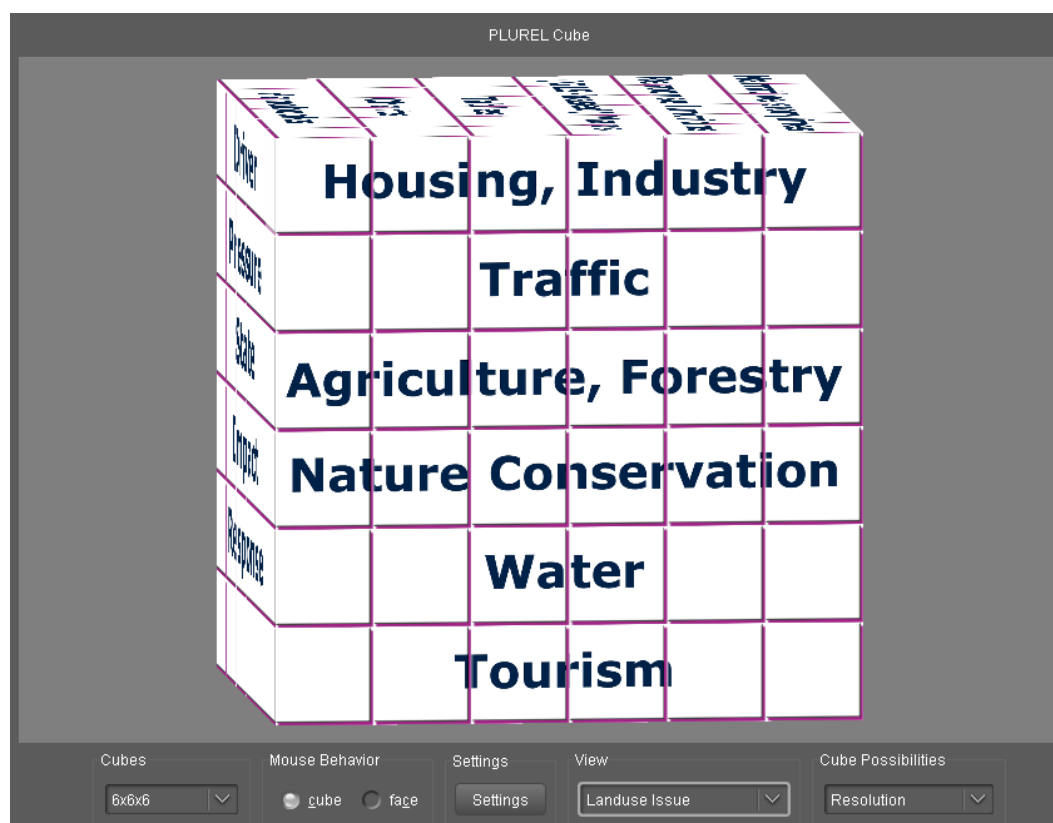 PLUREL Cube
Driver
Pressure
State
Impact
Response
Housing, Industry
Traffic
Agriculture, Forestry
Nature Conservation
Water
Tourism
Cubes
Mouse Behavior
Settings
View
Cube Possibilities
6x6x6
cube
face
Settings
Landuse Issue
Resolution